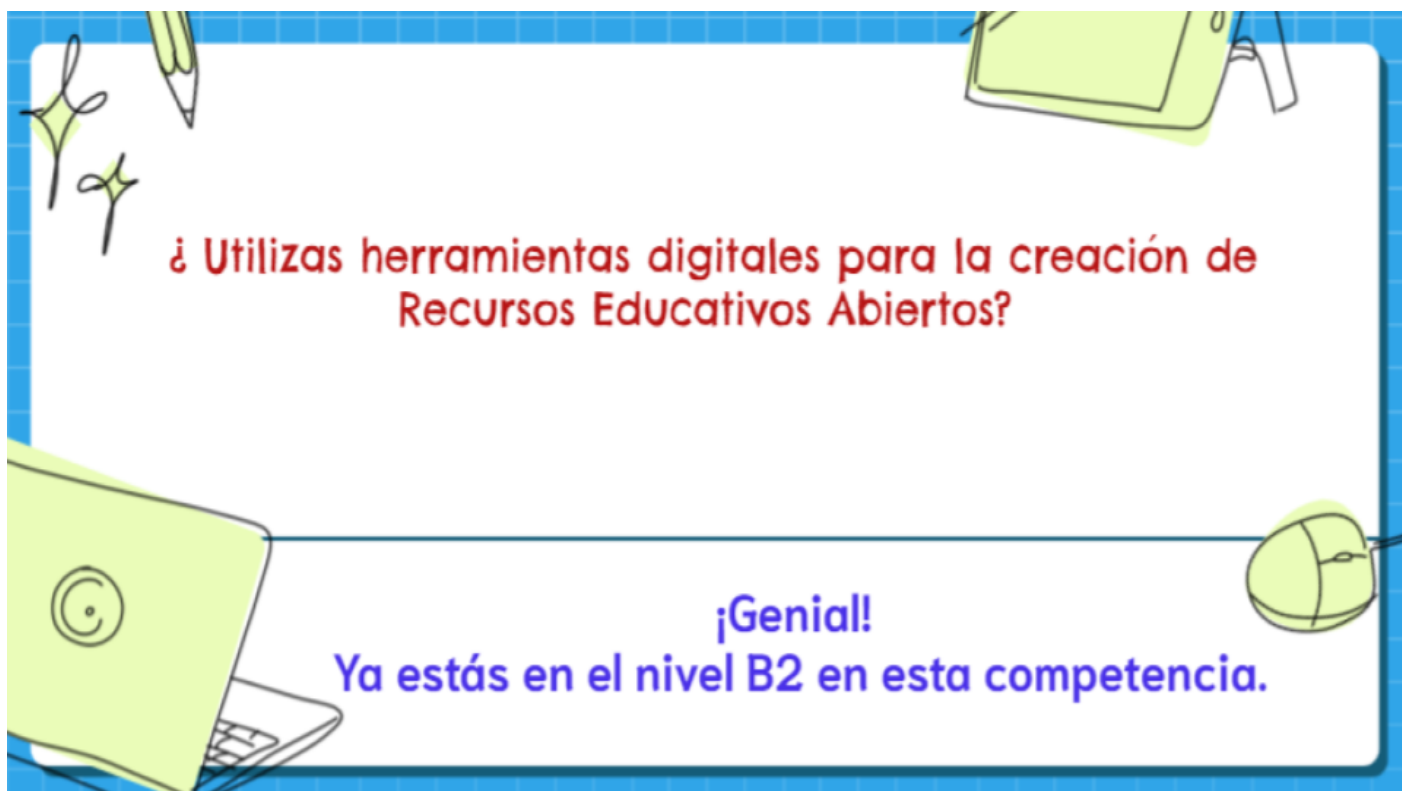 ¿ Utilizas herramientas digitales para la creación de
Recursos Educativos Abiertos?
¡Genial!
Ya estás en el nivel B2 en esta competencia.